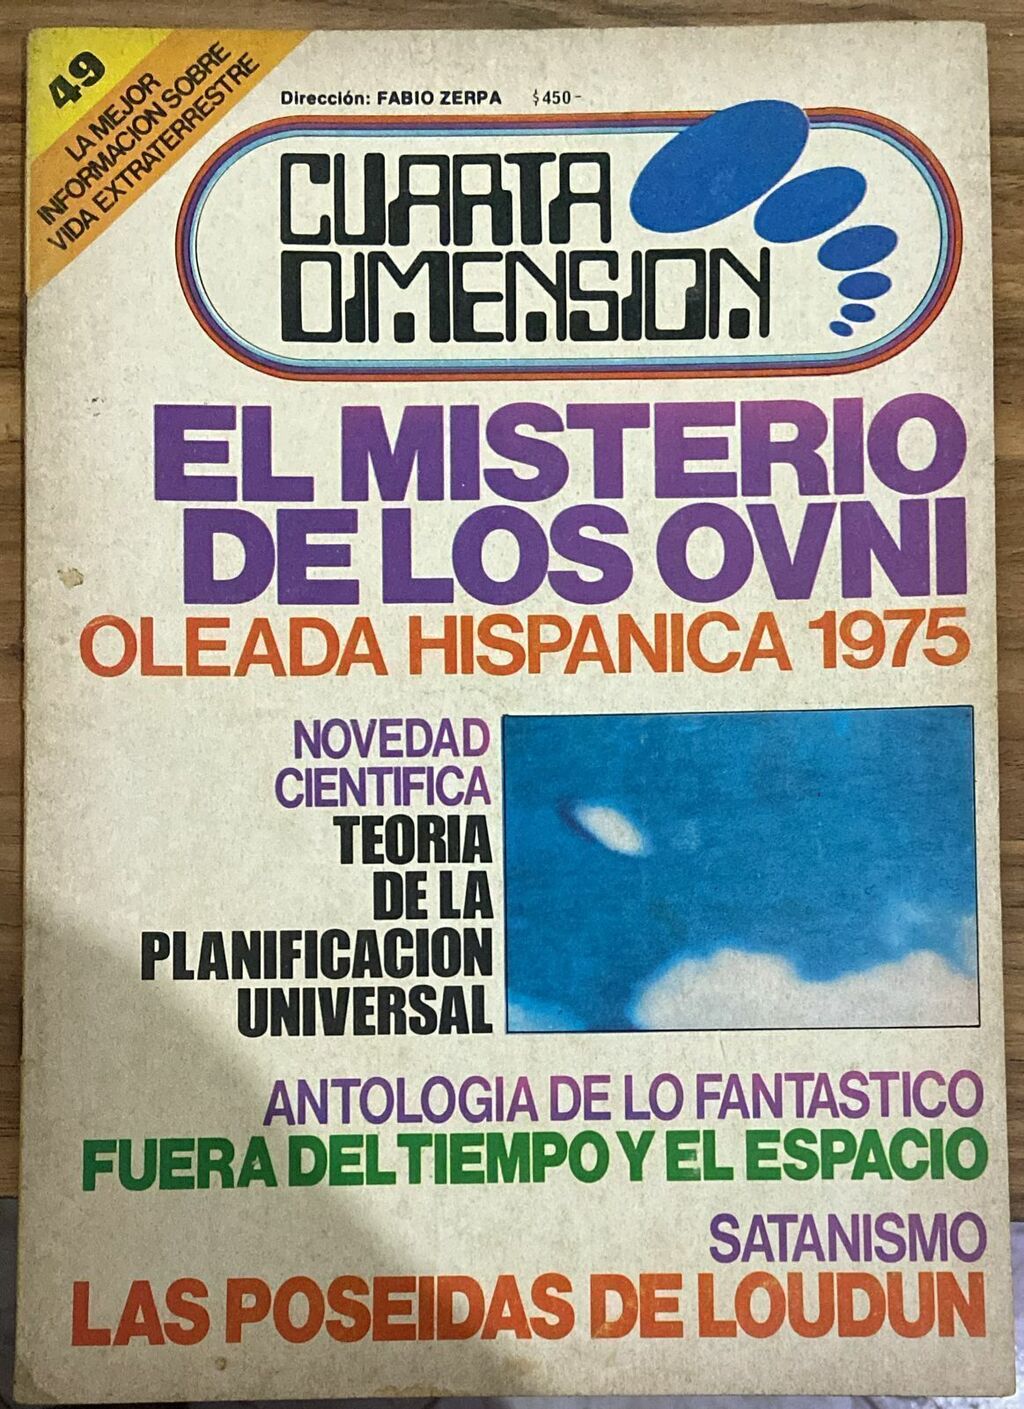 49
LA MEJOR
INFORMACION SOBRE
VIDA EXTRATERRESTRE
Dirección: FABIO ZERPA $450-
CUARTA
DIMENSION
EL MISTERIO
DE LOS OVNI
OLEADA HISPANICA 1975
NOVEDAD
CIENTIFICA
TEORIA
DE LA
PLANIFICACION
UNIVERSAL
ANTOLOGIA DE LO FANTASTICO
FUERA DEL TIEMPO Y EL ESPACIO
SATANISMO
LAS POSEIDAS DE LOUDUN